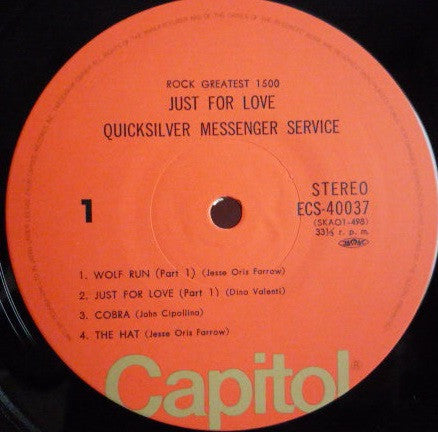 ROCK GREATEST 1500
JUST FOR LOVE
QUICKSILVER MESSENGER SERVICE
1
STEREO
ECS-40037
(SKAO1-498)
33⅓ r. p. m.
1. WOLF RUN (Part 1) (Jesse Oris Farrow)
2. JUST FOR LOVE (Part 1) (Dino Valenti)
3. COBRA (John Cipollina)
4. THE HAT (Jesse Oris Farrow)
Capitol®